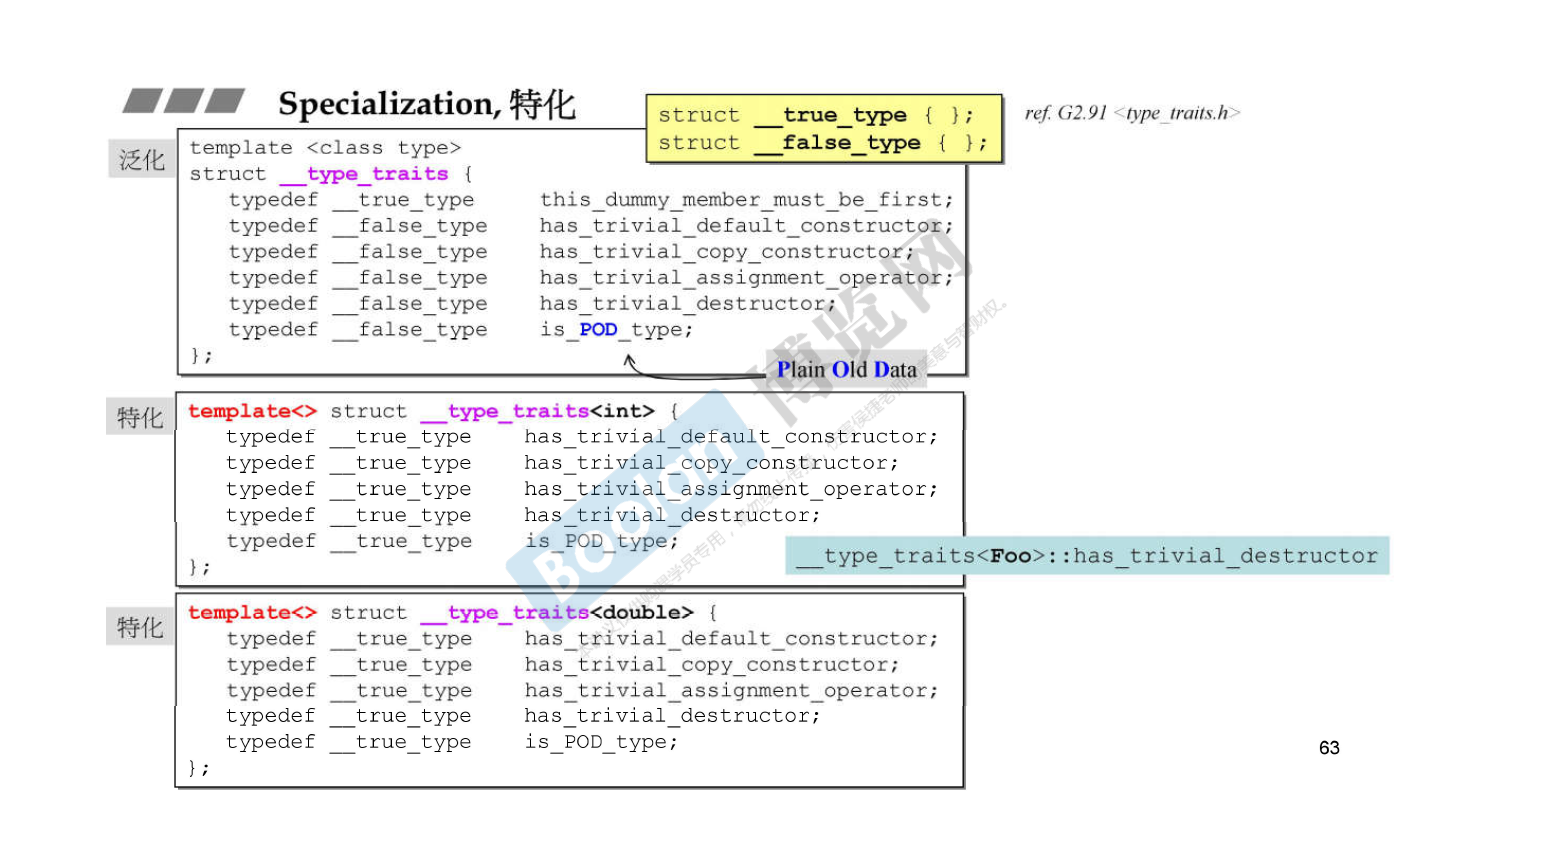 Specialization, 特化
struct __true_type { };
struct __false_type { };
ref. G2.91 <type_traits.h>
泛化
template <class type>
struct __type_traits {
typedef __true_type this_dummy_member_must_be_first;
typedef __false_type has_trivial_default_constructor;
typedef __false_type has_trivial_copy_constructor;
typedef __false_type has_trivial_assignment_operator;
typedef __false_type has_trivial_destructor;
typedef __false_type is_POD_type;
};
Plain Old Data
特化
template<> struct __type_traits<int> {
typedef __true_type has_trivial_default_constructor;
typedef __true_type has_trivial_copy_constructor;
typedef __true_type has_trivial_assignment_operator;
typedef __true_type has_trivial_destructor;
typedef __true_type is_POD_type;
};
__type_traits<Foo>::has_trivial_destructor
特化
template<> struct __type_traits<double> {
typedef __true_type has_trivial_default_constructor;
typedef __true_type has_trivial_copy_constructor;
typedef __true_type has_trivial_assignment_operator;
typedef __true_type has_trivial_destructor;
typedef __true_type is_POD_type;
};
63
Boolan
博览网